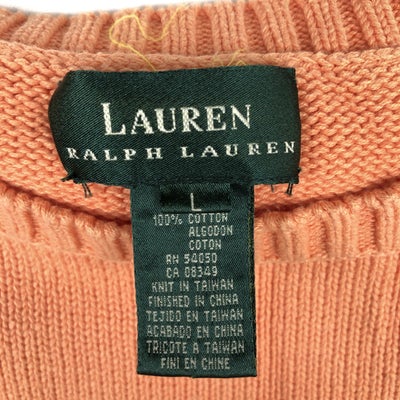 LAUREN
RALPH LAUREN
L
100% COTTON
ALGODON
COTON
RN 54050
CA 08349
KNIT IN TAIWAN
FINISHED IN CHINA
TEJIDO EN TAIWAN
ACABADO EN CHINA
TRICOTE A TAIWAN
FINI EN CHINE